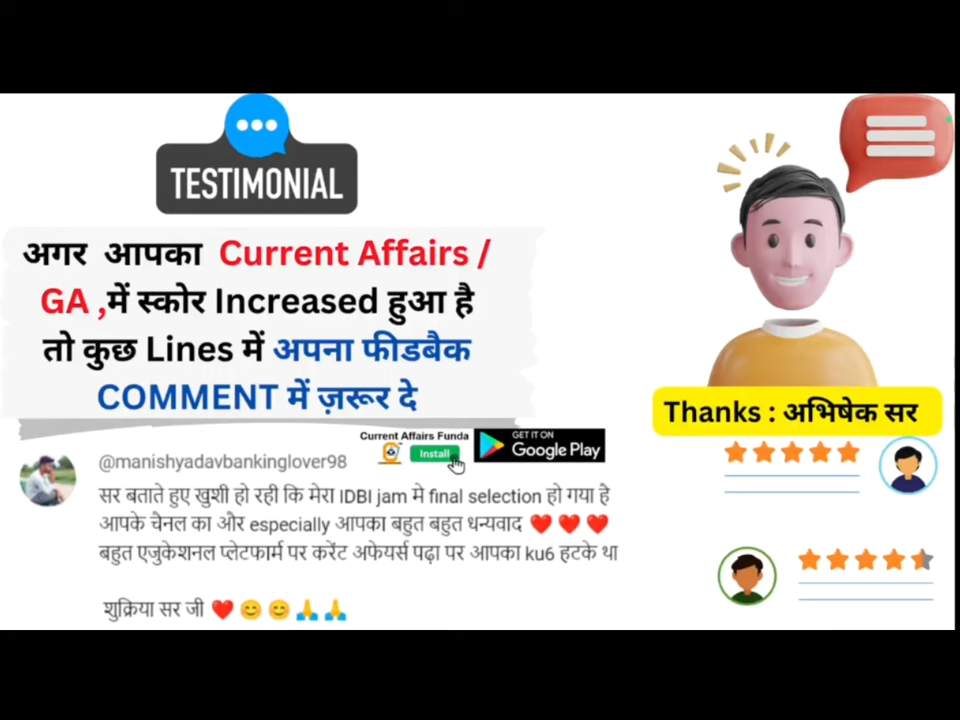 TESTIMONIAL
अगर आपका Current Affairs /
GA ,में स्कोर Increased हुआ है
तो कुछ Lines में अपना फीडबैक
COMMENT में ज़रूर दे
Thanks : अभिषेक सर
Current Affairs Funda
Install
GET IT ON
Google Play
@manishyadavbankinglover98
सर बताते हुए खुशी हो रही कि मेरा IDBI jam मे final selection हो गया है
आपके चैनल का और especially आपका बहुत बहुत धन्यवाद ❤️ ❤️ ❤️
बहुत एजुकेशनल प्लेटफार्म पर करेंट अफेयर्स पढ़ा पर आपका ku6 हटके था
शुक्रिया सर जी ❤️ 😊 😊 🙏 🙏